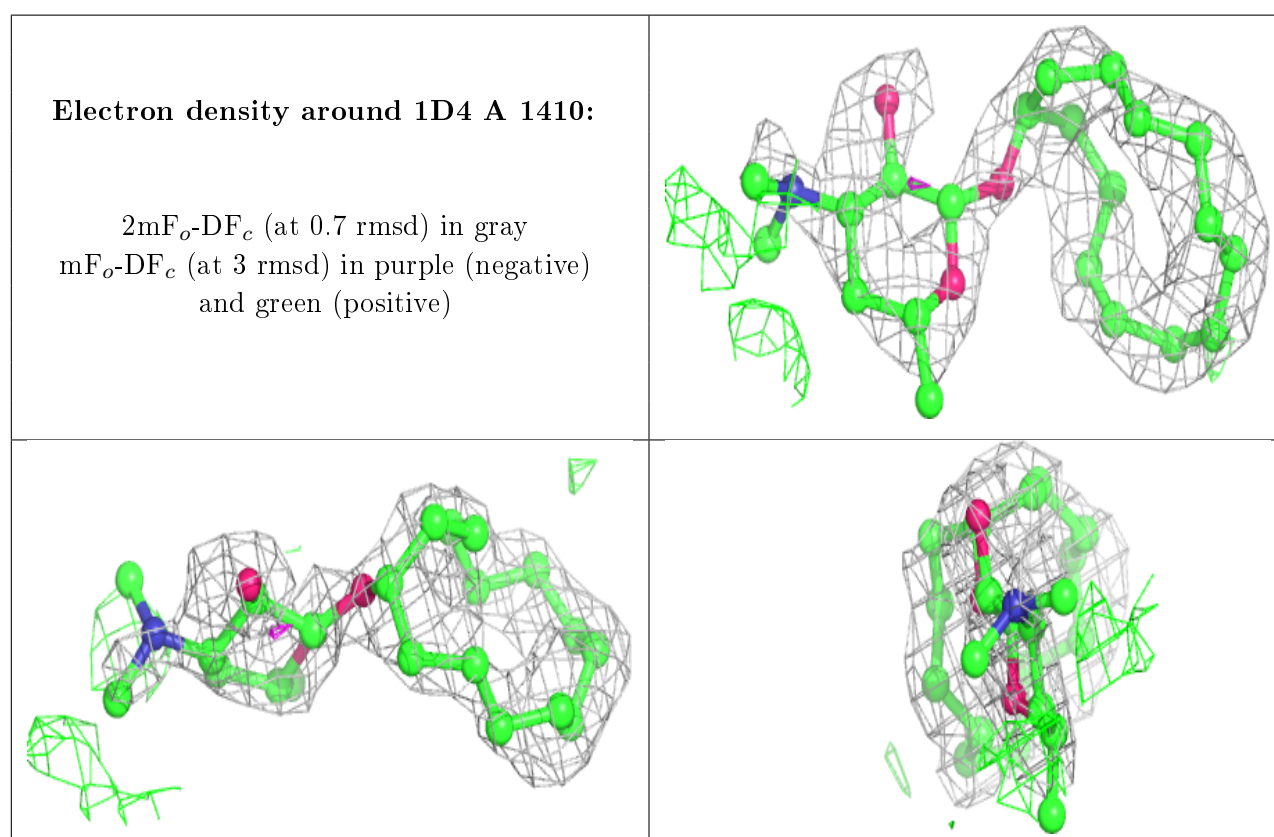 Electron density around 1D4 A 1410:
2mFo-DFc (at 0.7 rmsd) in gray
mFo-DFc (at 3 rmsd) in purple (negative)
and green (positive)